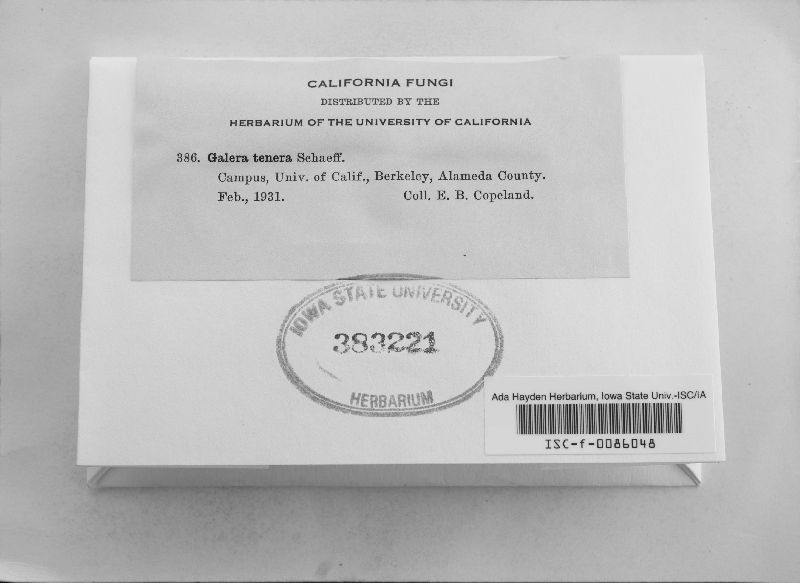 CALIFORNIA FUNGI
DISTRIBUTED BY THE
HERBARIUM OF THE UNIVERSITY OF CALIFORNIA
386. Galera tenera Schaeff.
Campus, Univ. of Calif., Berkeley, Alameda County.
Feb., 1931. Coll. E. B. Copeland.
IOWA STATE UNIVERSITY
383221
HERBARIUM
Ada Hayden Herbarium, Iowa State Univ.-ISC/IA
ISC-f-0086048